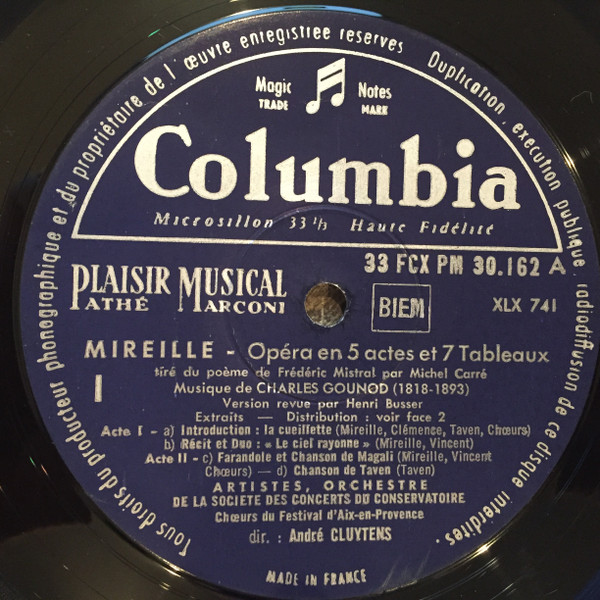 Tous droits du producteur phonographique et du propriétaire de l'œuvre enregistrée réservés Duplication, exécution publique, radiodiffusion de ce disque interdites.
Magic Notes
TRADE MARK
Columbia
Microsillon 33 1/3 Haute Fidélité
33 FCX PM 30.162 A
PLAISIR MUSICAL
PATHÉ MARCONI
BIEM
XLX 741
MIREILLE - Opéra en 5 actes et 7 Tableaux
tiré du poème de Frédéric Mistral par Michel Carré
I
Musique de CHARLES GOUNOD (1818-1893)
Version revue par Henri Busser
Extraits — Distribution : voir face 2
Acte I - a) Introduction : la cueillette (Mireille, Clémence, Taven, Chœurs)
b) Récit et Duo : « Le ciel rayonne » (Mireille, Vincent)
Acte II - c) Farandole et Chanson de Magali (Mireille, Vincent
Chœurs) — d) Chanson de Taven (Taven)
ARTISTES, ORCHESTRE
DE LA SOCIETE DES CONCERTS DU CONSERVATOIRE
Chœurs du Festival d'Aix-en-Provence
dir. : André CLUYTENS
MADE IN FRANCE